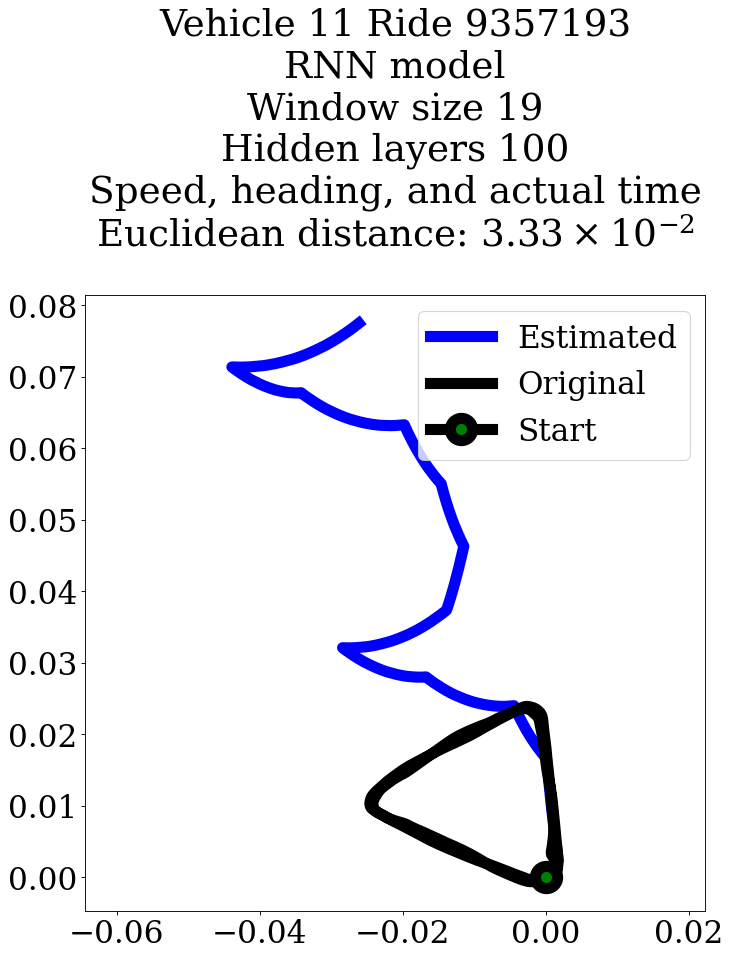 Vehicle 11 Ride 9357193
RNN model
Window size 19
Hidden layers 100
Speed, heading, and actual time
Euclidean distance: 3.33 × 10⁻²
Estimated
Original
Start
0.08
0.07
0.06
0.05
0.04
0.03
0.02
0.01
0.00
−0.06 −0.04 −0.02 0.00 0.02